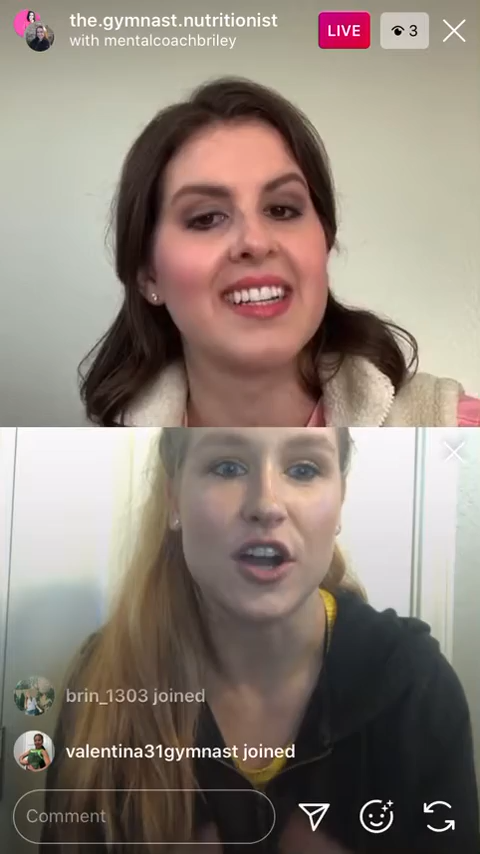 the.gymnast.nutritionist
with mentalcoachbriley
LIVE
3
brin_1303 joined
valentina31gymnast joined
Comment